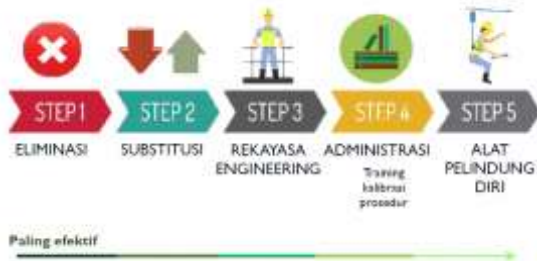 STEP 1
STEP 2
STEP 3
STEP 4
STEP 5
ELIMINASI
SUBSTITUSI
REKAYASA
ENGINEERING
ADMINISTRASI
Training
kalibrasi
prosedur
ALAT
PELINDUNG
DIRI
Paling efektif